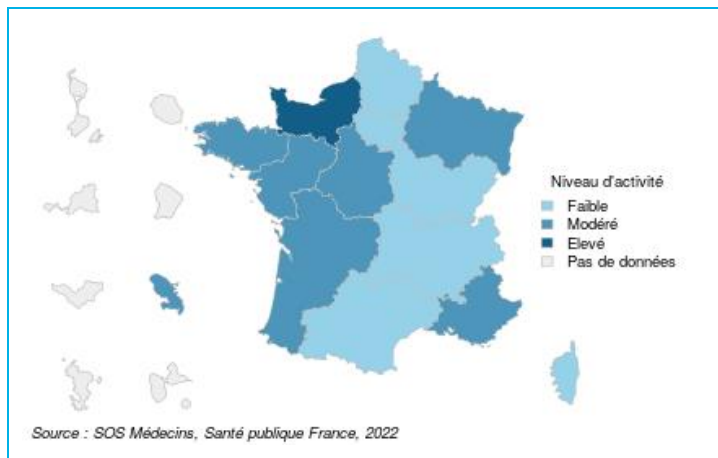 Niveau d'activité
Faible
Modéré
Elevé
Pas de données
Source : SOS Médecins, Santé publique France, 2022